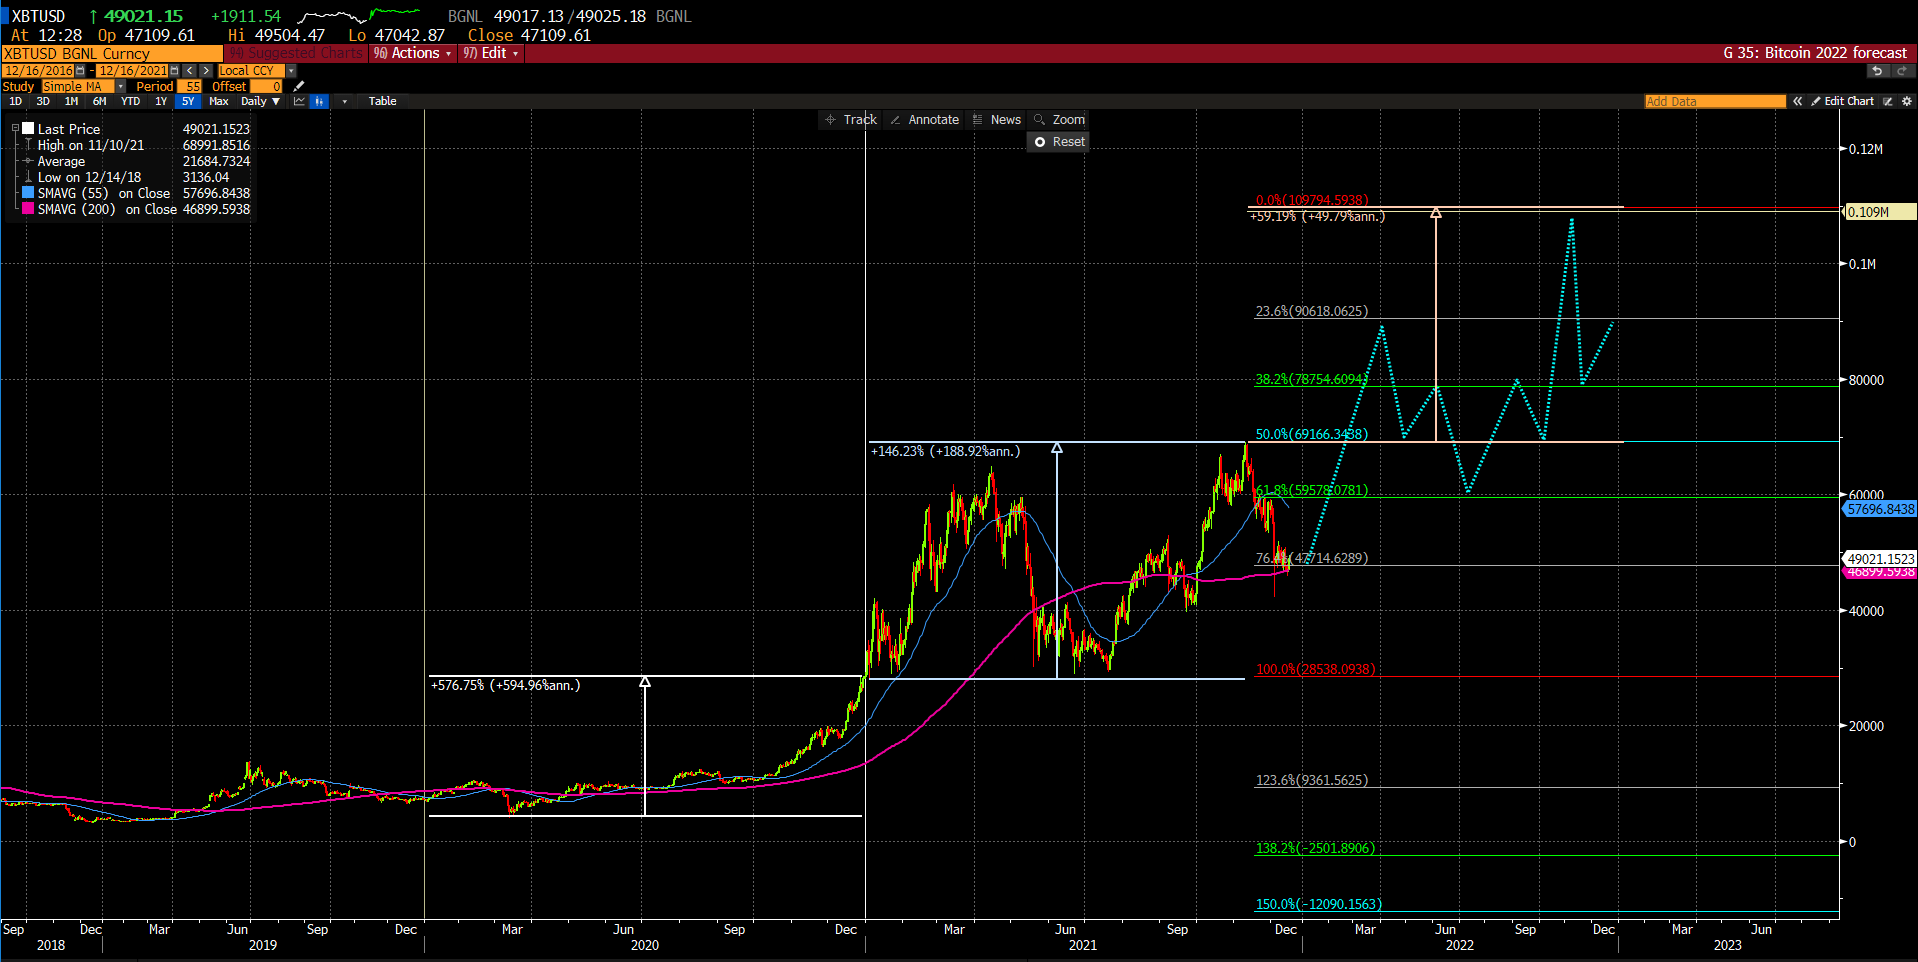 XBTUSD ↑ 49021.15 +1911.54 BGNL 49017.13/49025.18 BGNL
At 12:28 Op 47109.61 Hi 49504.47 Lo 47042.87 Close 47109.61
XBTUSD BGNL Curncy 94) Suggested Charts 96) Actions 97) Edit G 35: Bitcoin 2022 forecast
12/16/2016 - 12/16/2021 Local CCY
Study Simple MA Period 55 Offset 0
1D 3D 1M 6M YTD 1Y 5Y Max Daily ▼ Table Add Data « Edit Chart
Track Annotate News Zoom
Reset
Last Price 49021.1523
High on 11/10/21 68991.8516
Average 21684.7324
Low on 12/14/18 3136.04
SMAVG (55) on Close 57696.8438
SMAVG (200) on Close 46899.5938
0.12M
0.0%(109794.5938)
0.109M
+59.19% (+49.79%ann.)
0.1M
23.6%(90618.0625)
38.2%(78754.6094)
80000
50.0%(69166.3438)
+146.23% (+188.92%ann.)
61.8%(59578.0781)
60000
57696.8438
76.4%(47714.6289)
49021.1523
46899.5938
40000
100.0%(28538.0938)
+576.75% (+594.96%ann.)
20000
123.6%(9361.5625)
0
138.2%(-2501.8906)
150.0%(-12090.1563)
Sep Dec Mar Jun Sep Dec Mar Jun Sep Dec Mar Jun Sep Dec Mar Jun Sep Dec Mar Jun
2018 2019 2020 2021 2022 2023